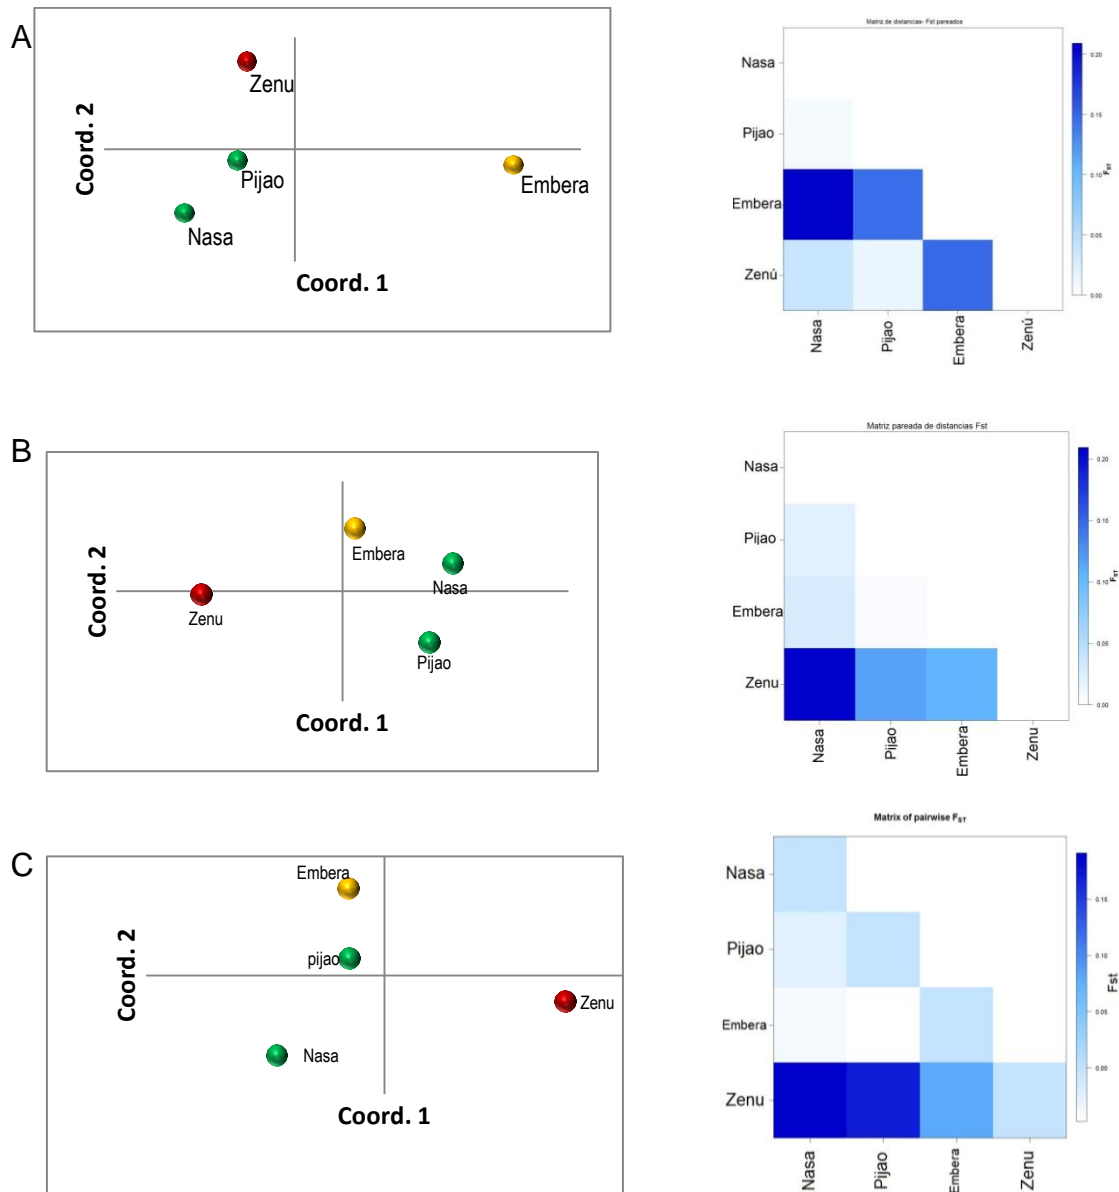 A
Zenu
Pijao
Nasa
Embera
Coord. 2
Coord. 1
Matriz de distancias- Fst pareados
Nasa
Pijao
Embera
Zenú
Nasa
Pijao
Embera
Zenú
0.20
0.15
0.10
0.05
0.00
FST
B
Embera
Nasa
Zenu
Pijao
Coord. 2
Coord. 1
Matriz pareada de distancias Fst
Nasa
Pijao
Embera
Zenu
Nasa
Pijao
Embera
Zenu
0.20
0.15
0.10
0.05
0.00
FST
C
Embera
pijao
Zenu
Nasa
Coord. 2
Coord. 1
Matrix of pairwise FST
Nasa
Pijao
Embera
Zenu
Nasa
Pijao
Embera
Zenu
0.15
0.10
0.05
0.00
Fst